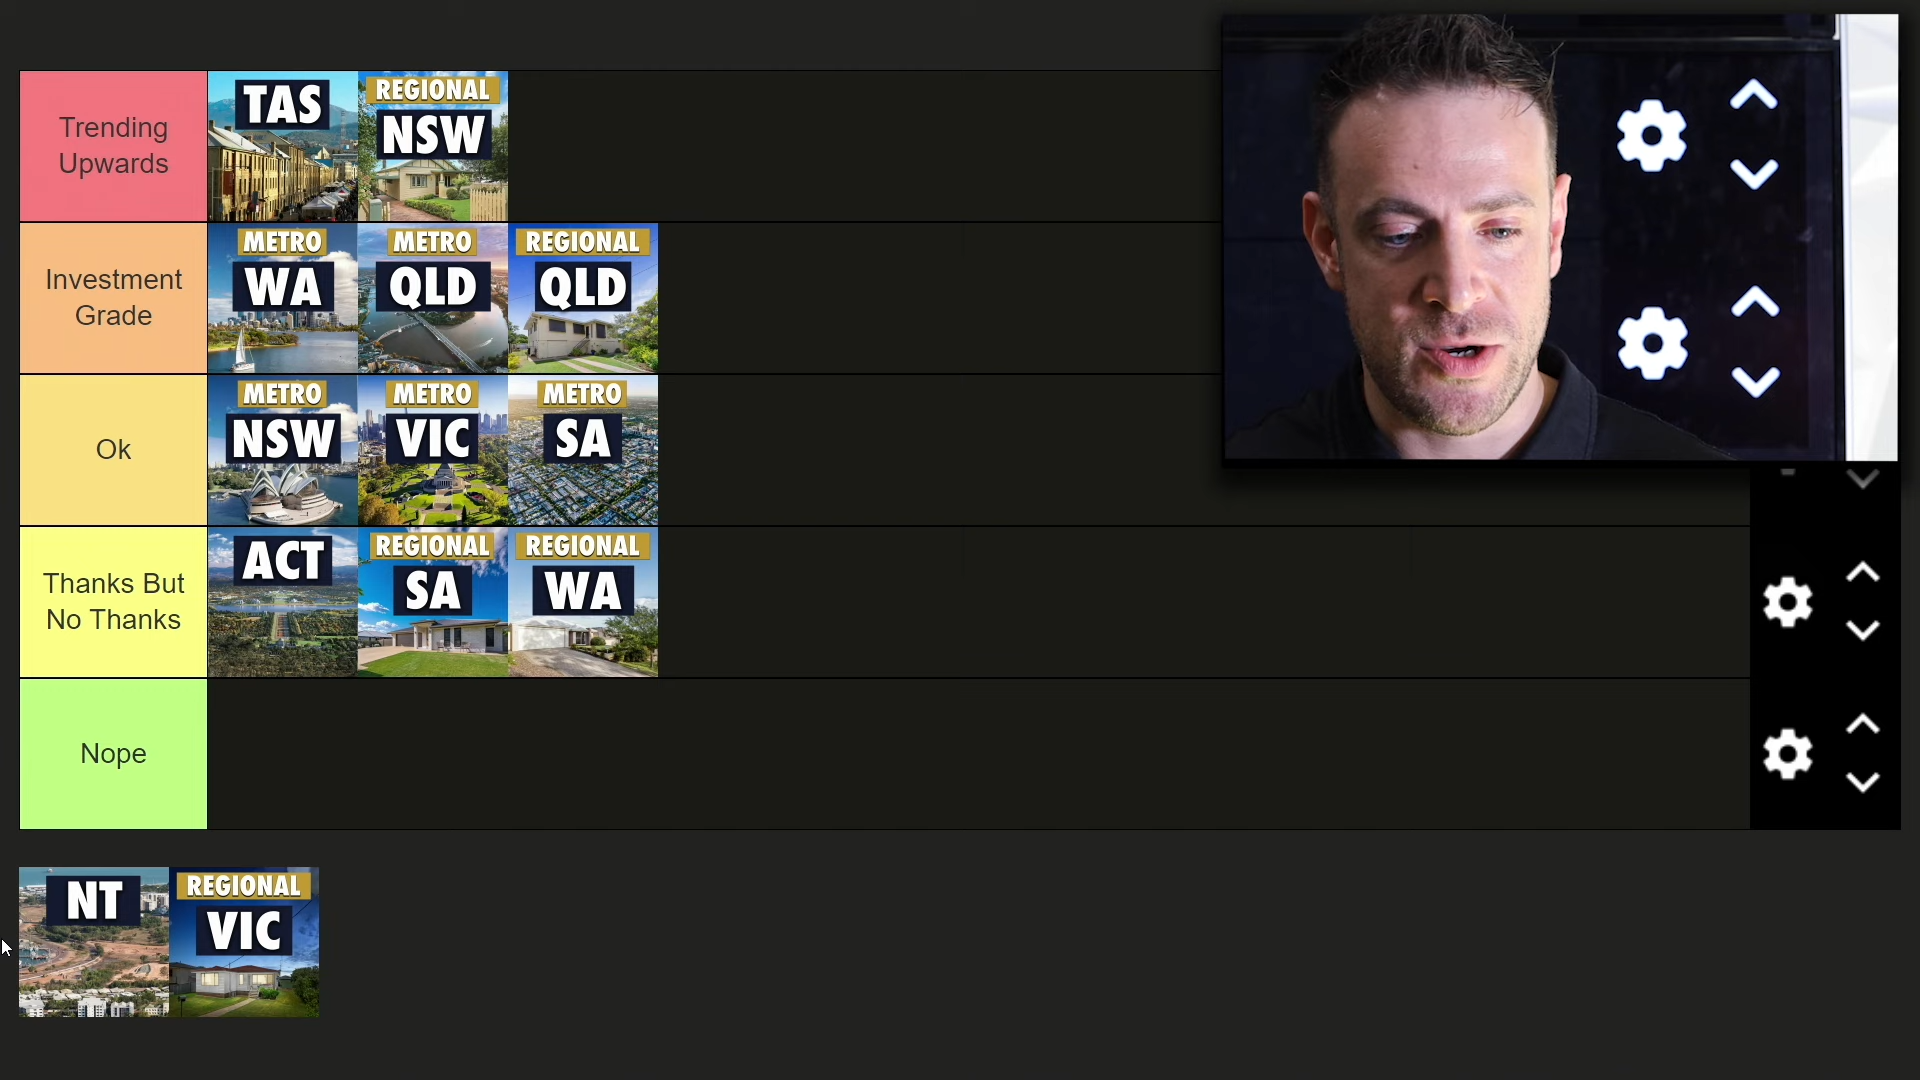 Trending
Upwards
TAS
REGIONAL
NSW
Investment
Grade
METRO
WA
METRO
QLD
REGIONAL
QLD
Ok
METRO
NSW
METRO
VIC
METRO
SA
Thanks But
No Thanks
ACT
REGIONAL
SA
REGIONAL
WA
Nope
NT
REGIONAL
VIC